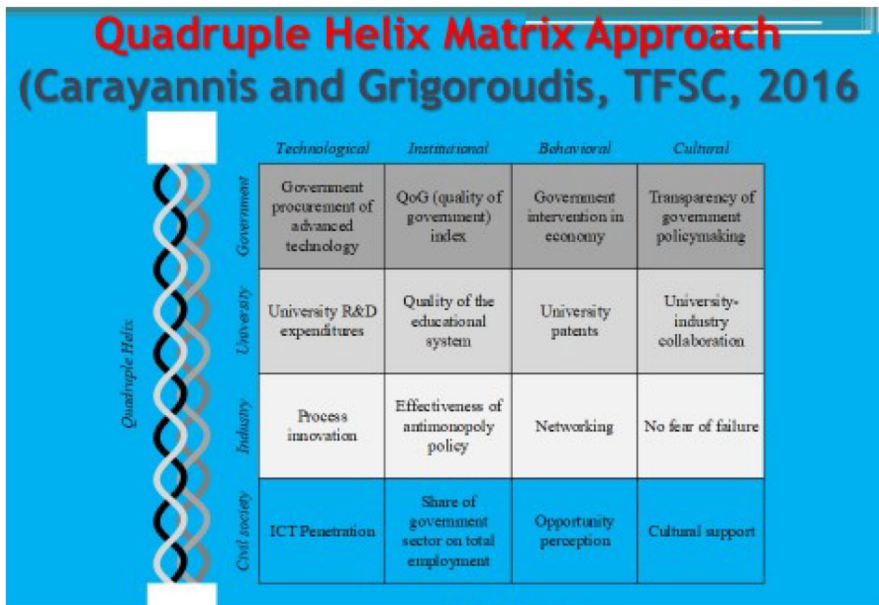 Quadruple Helix Matrix Approach
(Carayannis and Grigoroudis, TFSC, 2016
Technological Institutional Behavioral Cultural
Quadruple Helix
Government
Government
procurement of
advanced
technology
QoG (quality of
government)
index
Government
intervention in
economy
Transparency of
government
policymaking
University
University R&D
expenditures
Quality of the
educational
system
University
patents
University-
industry
collaboration
Industry
Process
innovation
Effectiveness of
antimonopoly
policy
Networking
No fear of failure
Civil society
ICT Penetration
Share of
government
sector on total
employment
Opportunity
perception
Cultural support